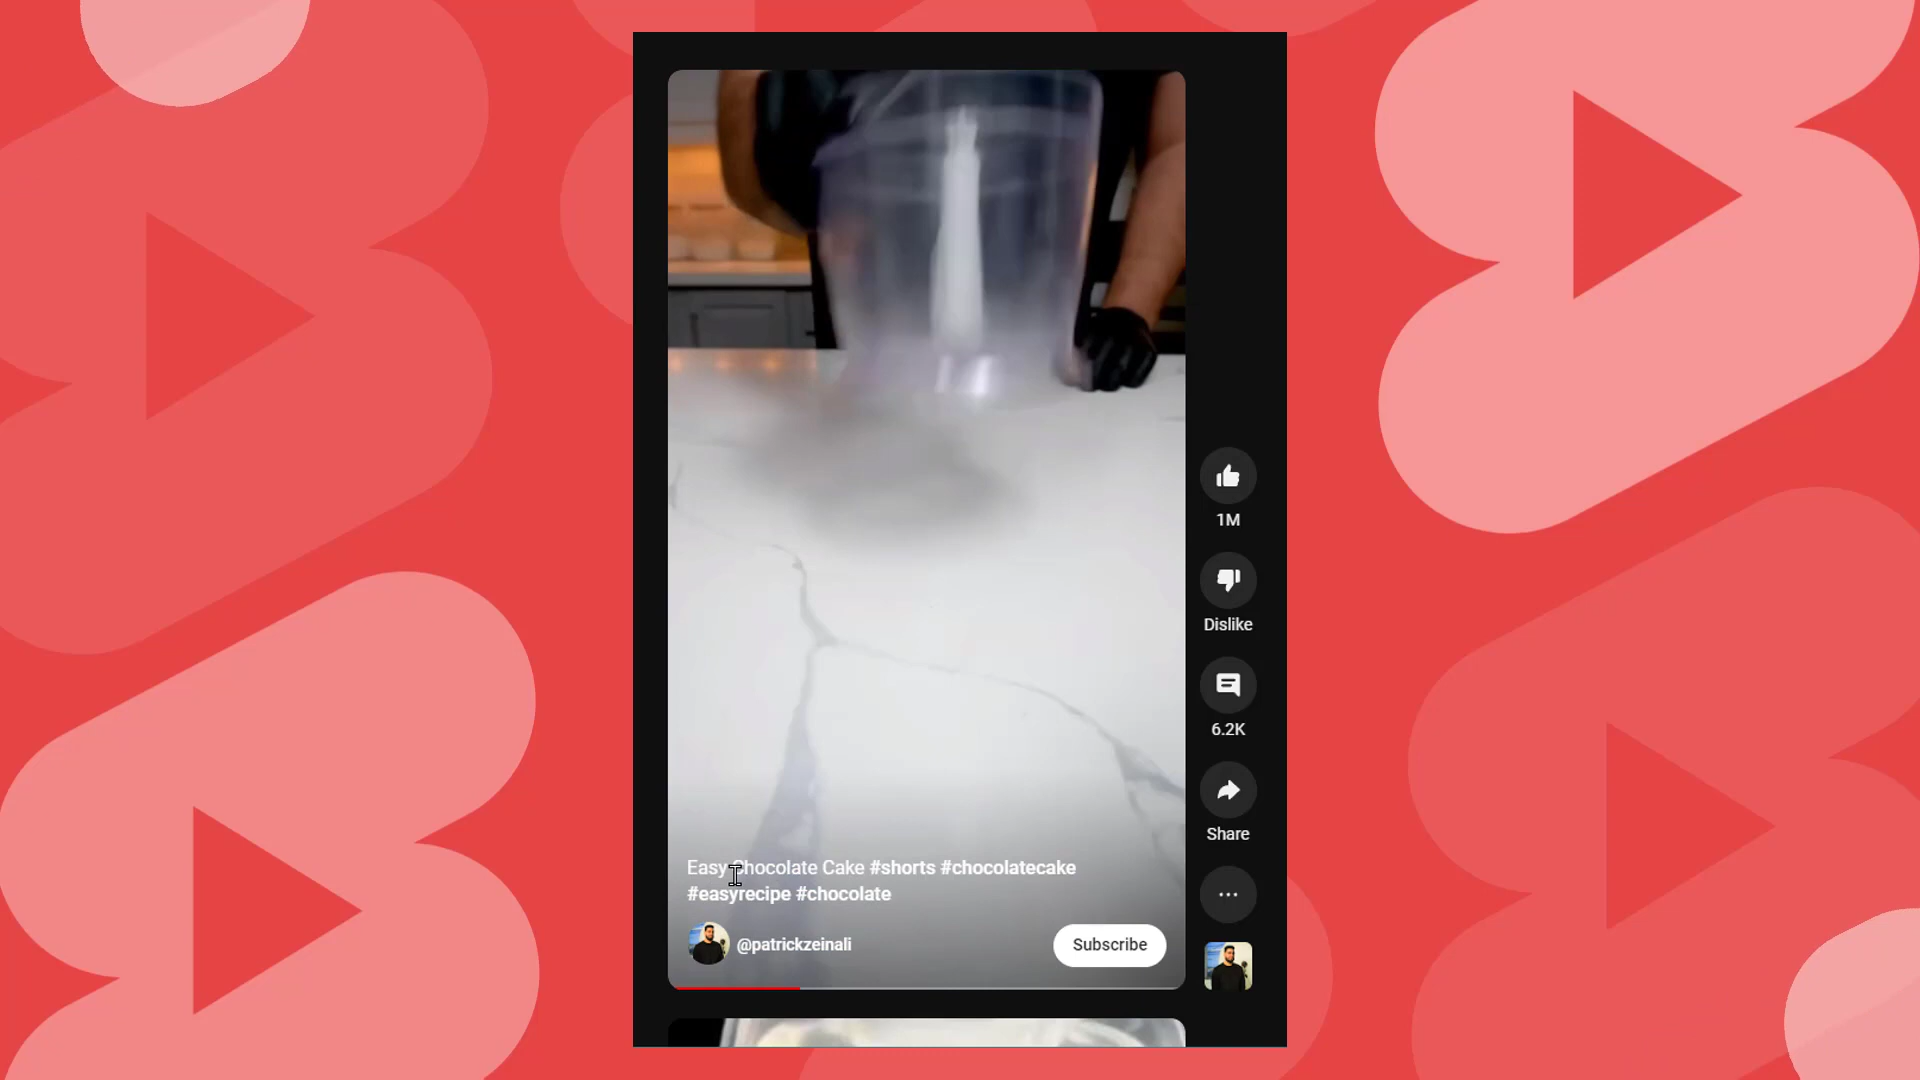 1M
Dislike
6.2K
Share
Easy Chocolate Cake #shorts #chocolatecake
#easyrecipe #chocolate
@patrickzeinali
Subscribe